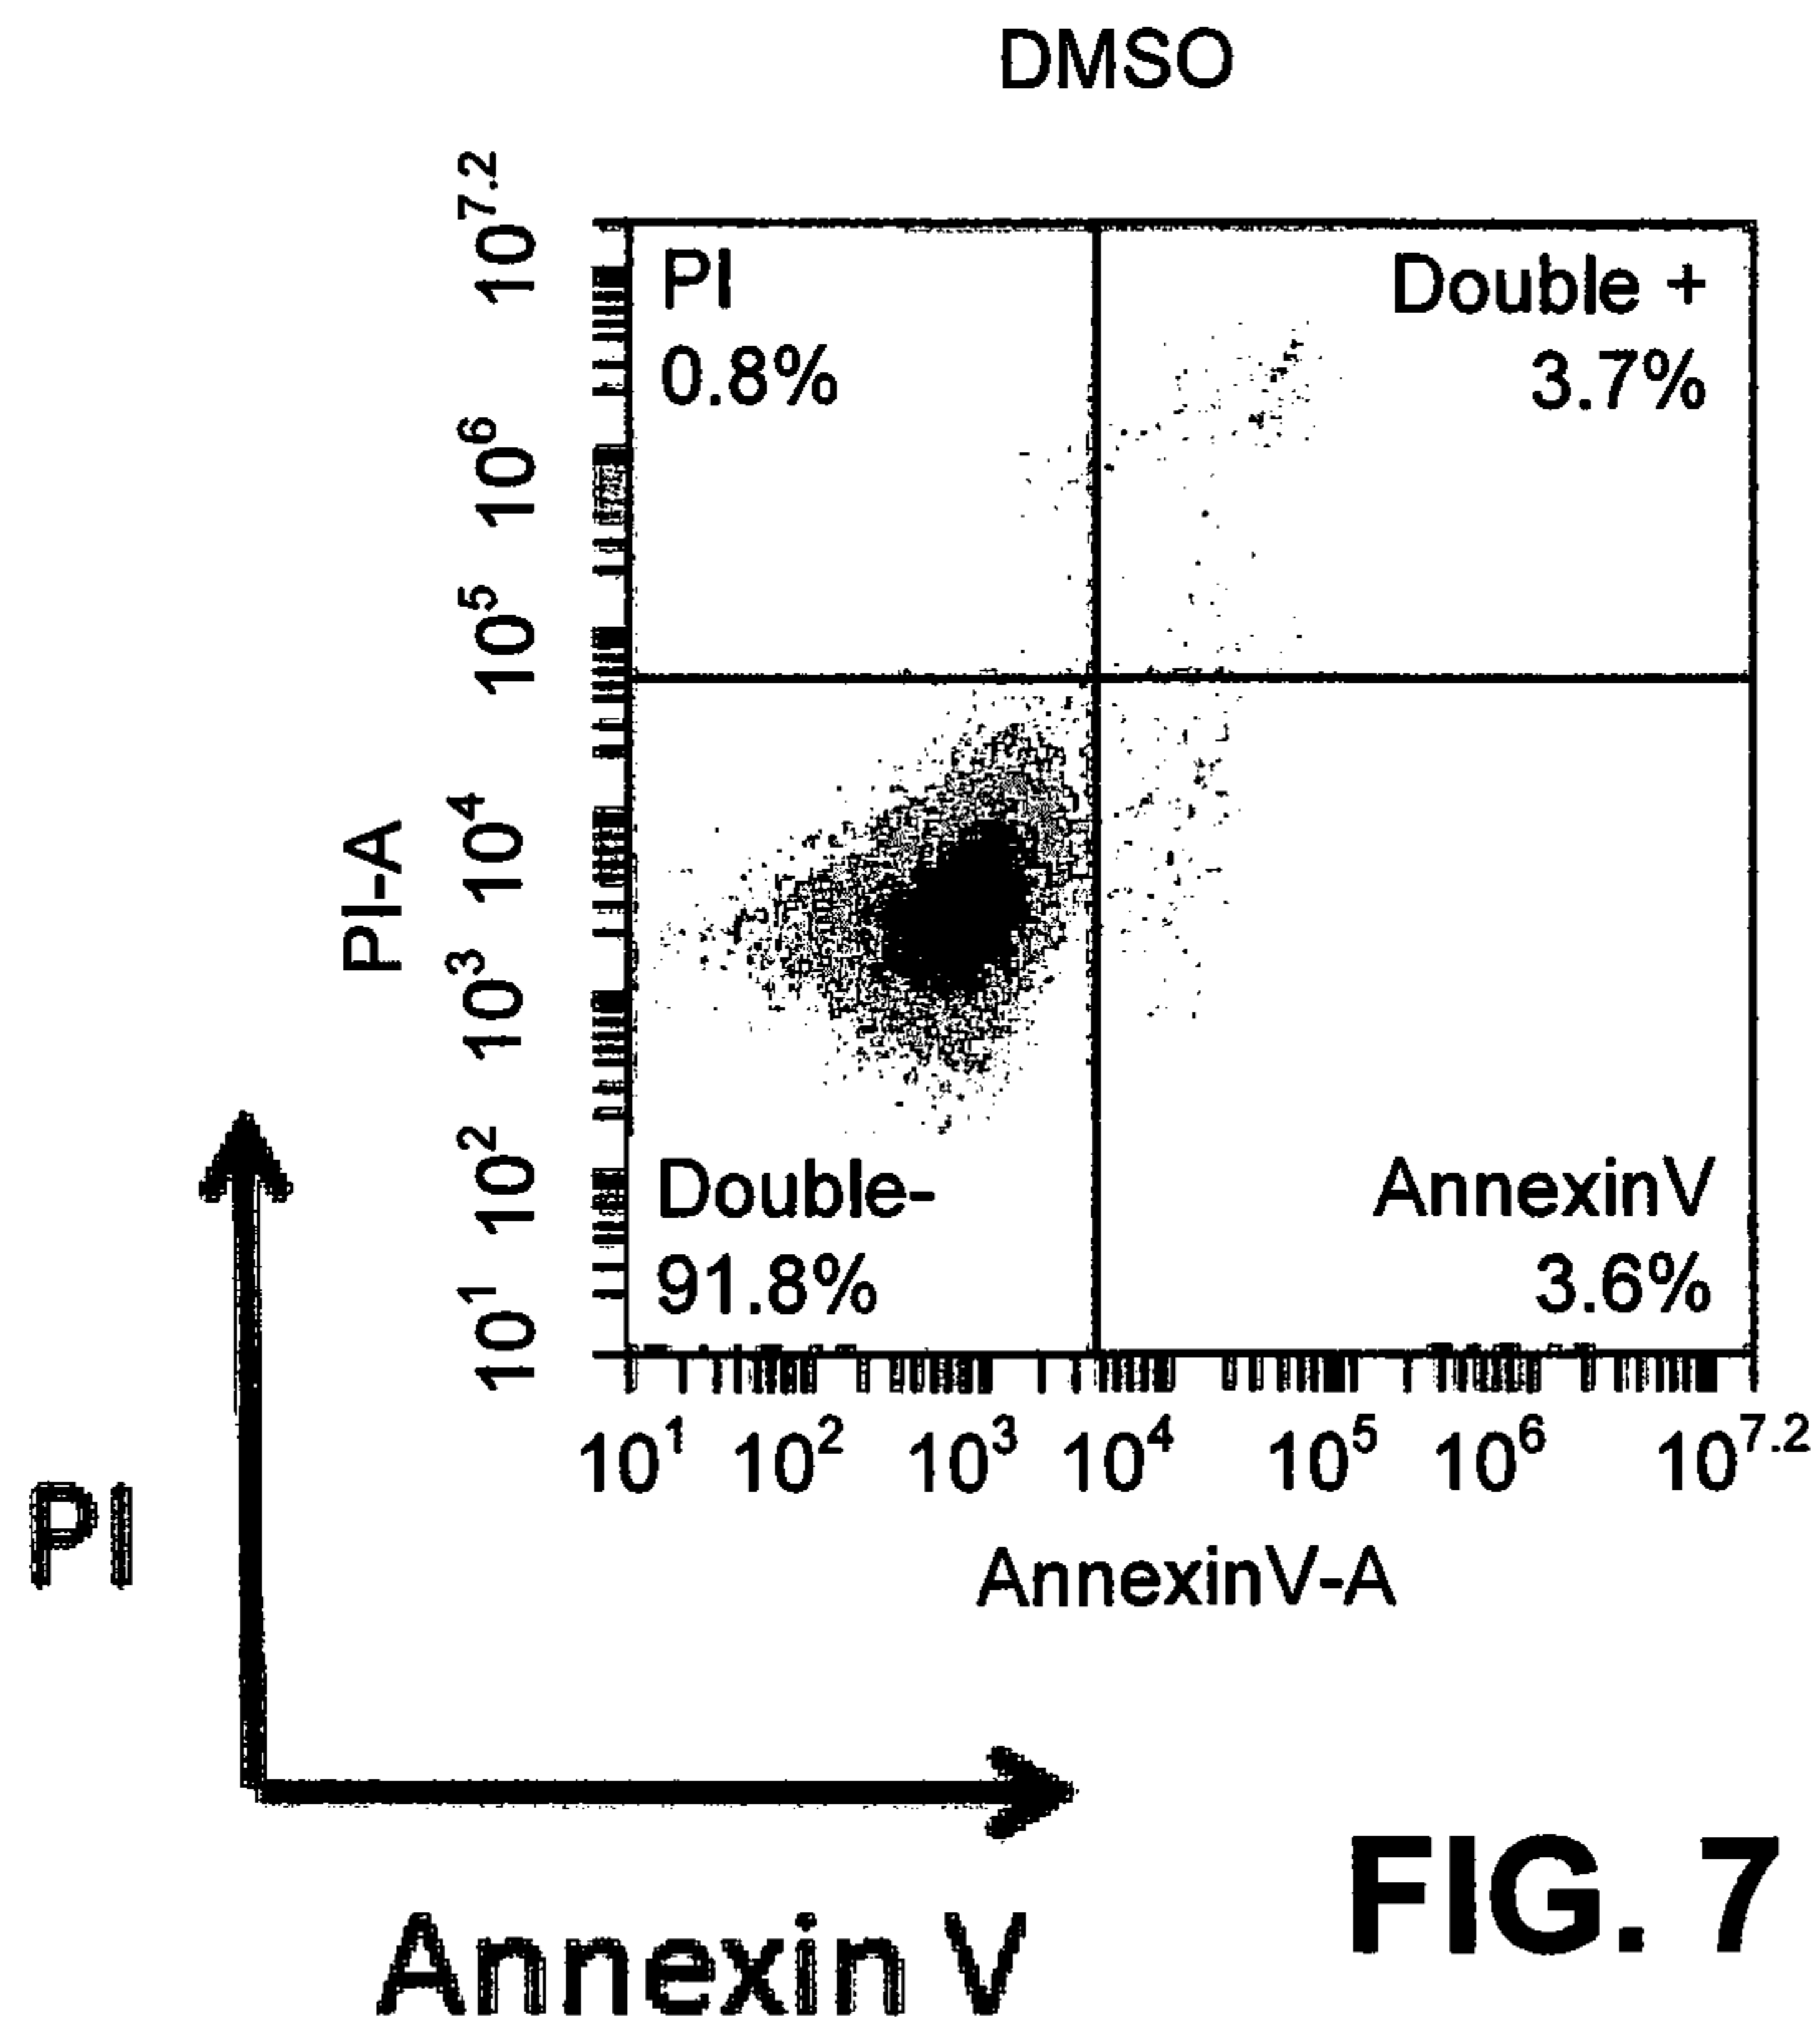 DMSO
PI
0.8%
Double +
3.7%
Double-
91.8%
AnnexinV
3.6%
10^7.2
10^6
10^5
10^4
10^3
10^2
10^1
PI-A
10^1 10^2 10^3 10^4 10^5 10^6 10^7.2
AnnexinV-A
PI
Annexin V
FIG. 7